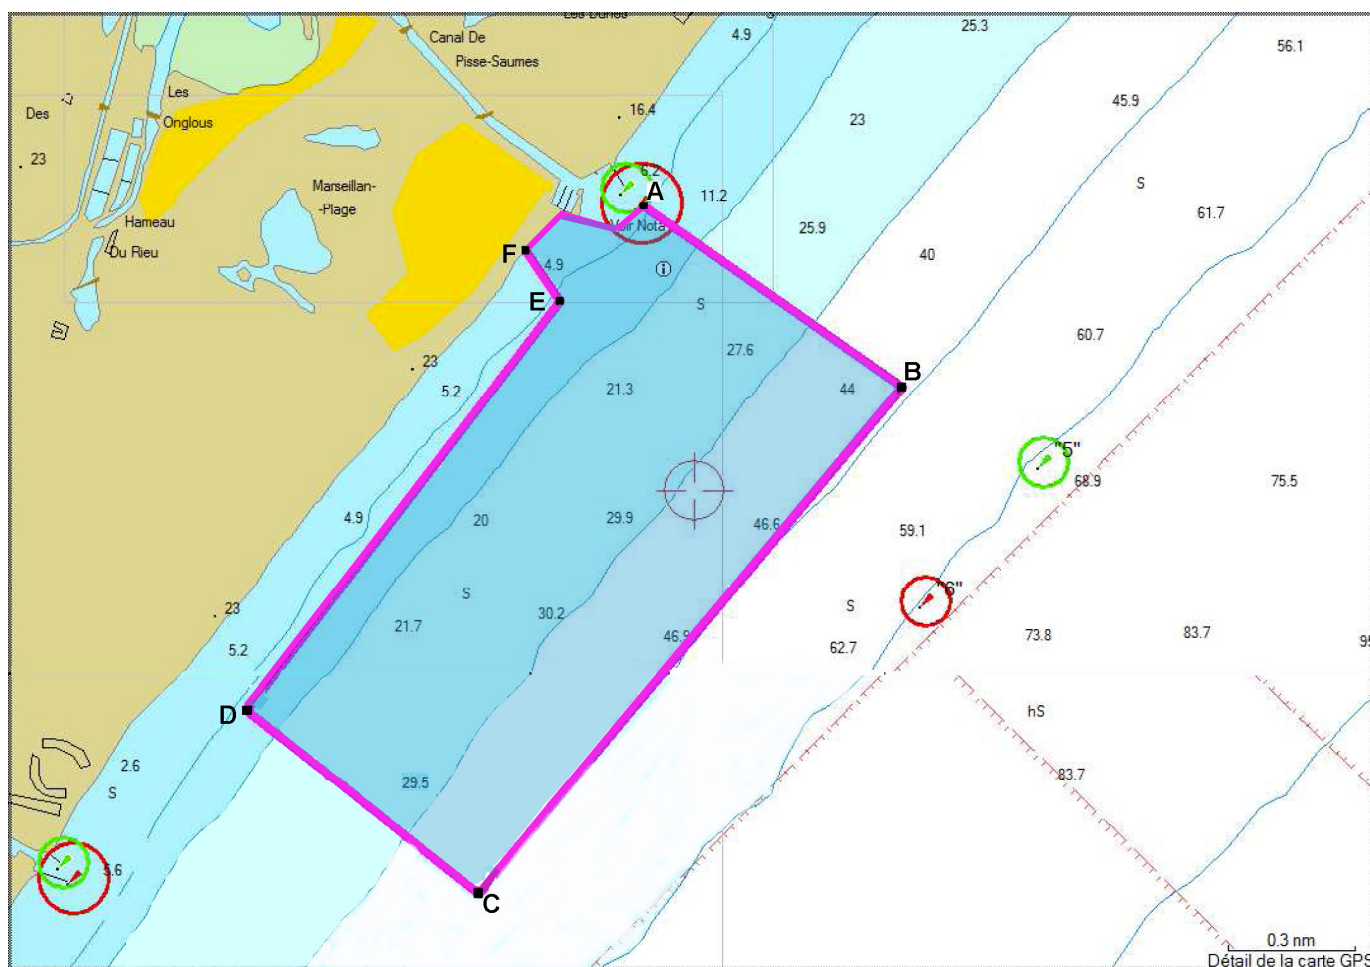 Les Dunes
S
4.9
25.3
Canal De
56.1
Pisse-Saumes
Les
45.9
16.4
Des
Onglous
23
23
6.2
S
Marseillan-
-Plage
A
11.2
61.7
Hameau
Voir Nota
25.9
F
Du Rieu
4.9
40
E
S
60.7
27.6
23
B
5.2
21.3
44
"5"
68.9
75.5
4.9
20
29.9
46.6
59.1
"6"
S
23
30.2
S
21.7
46.9
73.8
83.7
95
5.2
62.7
D
hS
2.6
83.7
29.5
S
5.6
C
0.3 nm
Détail de la carte GPS